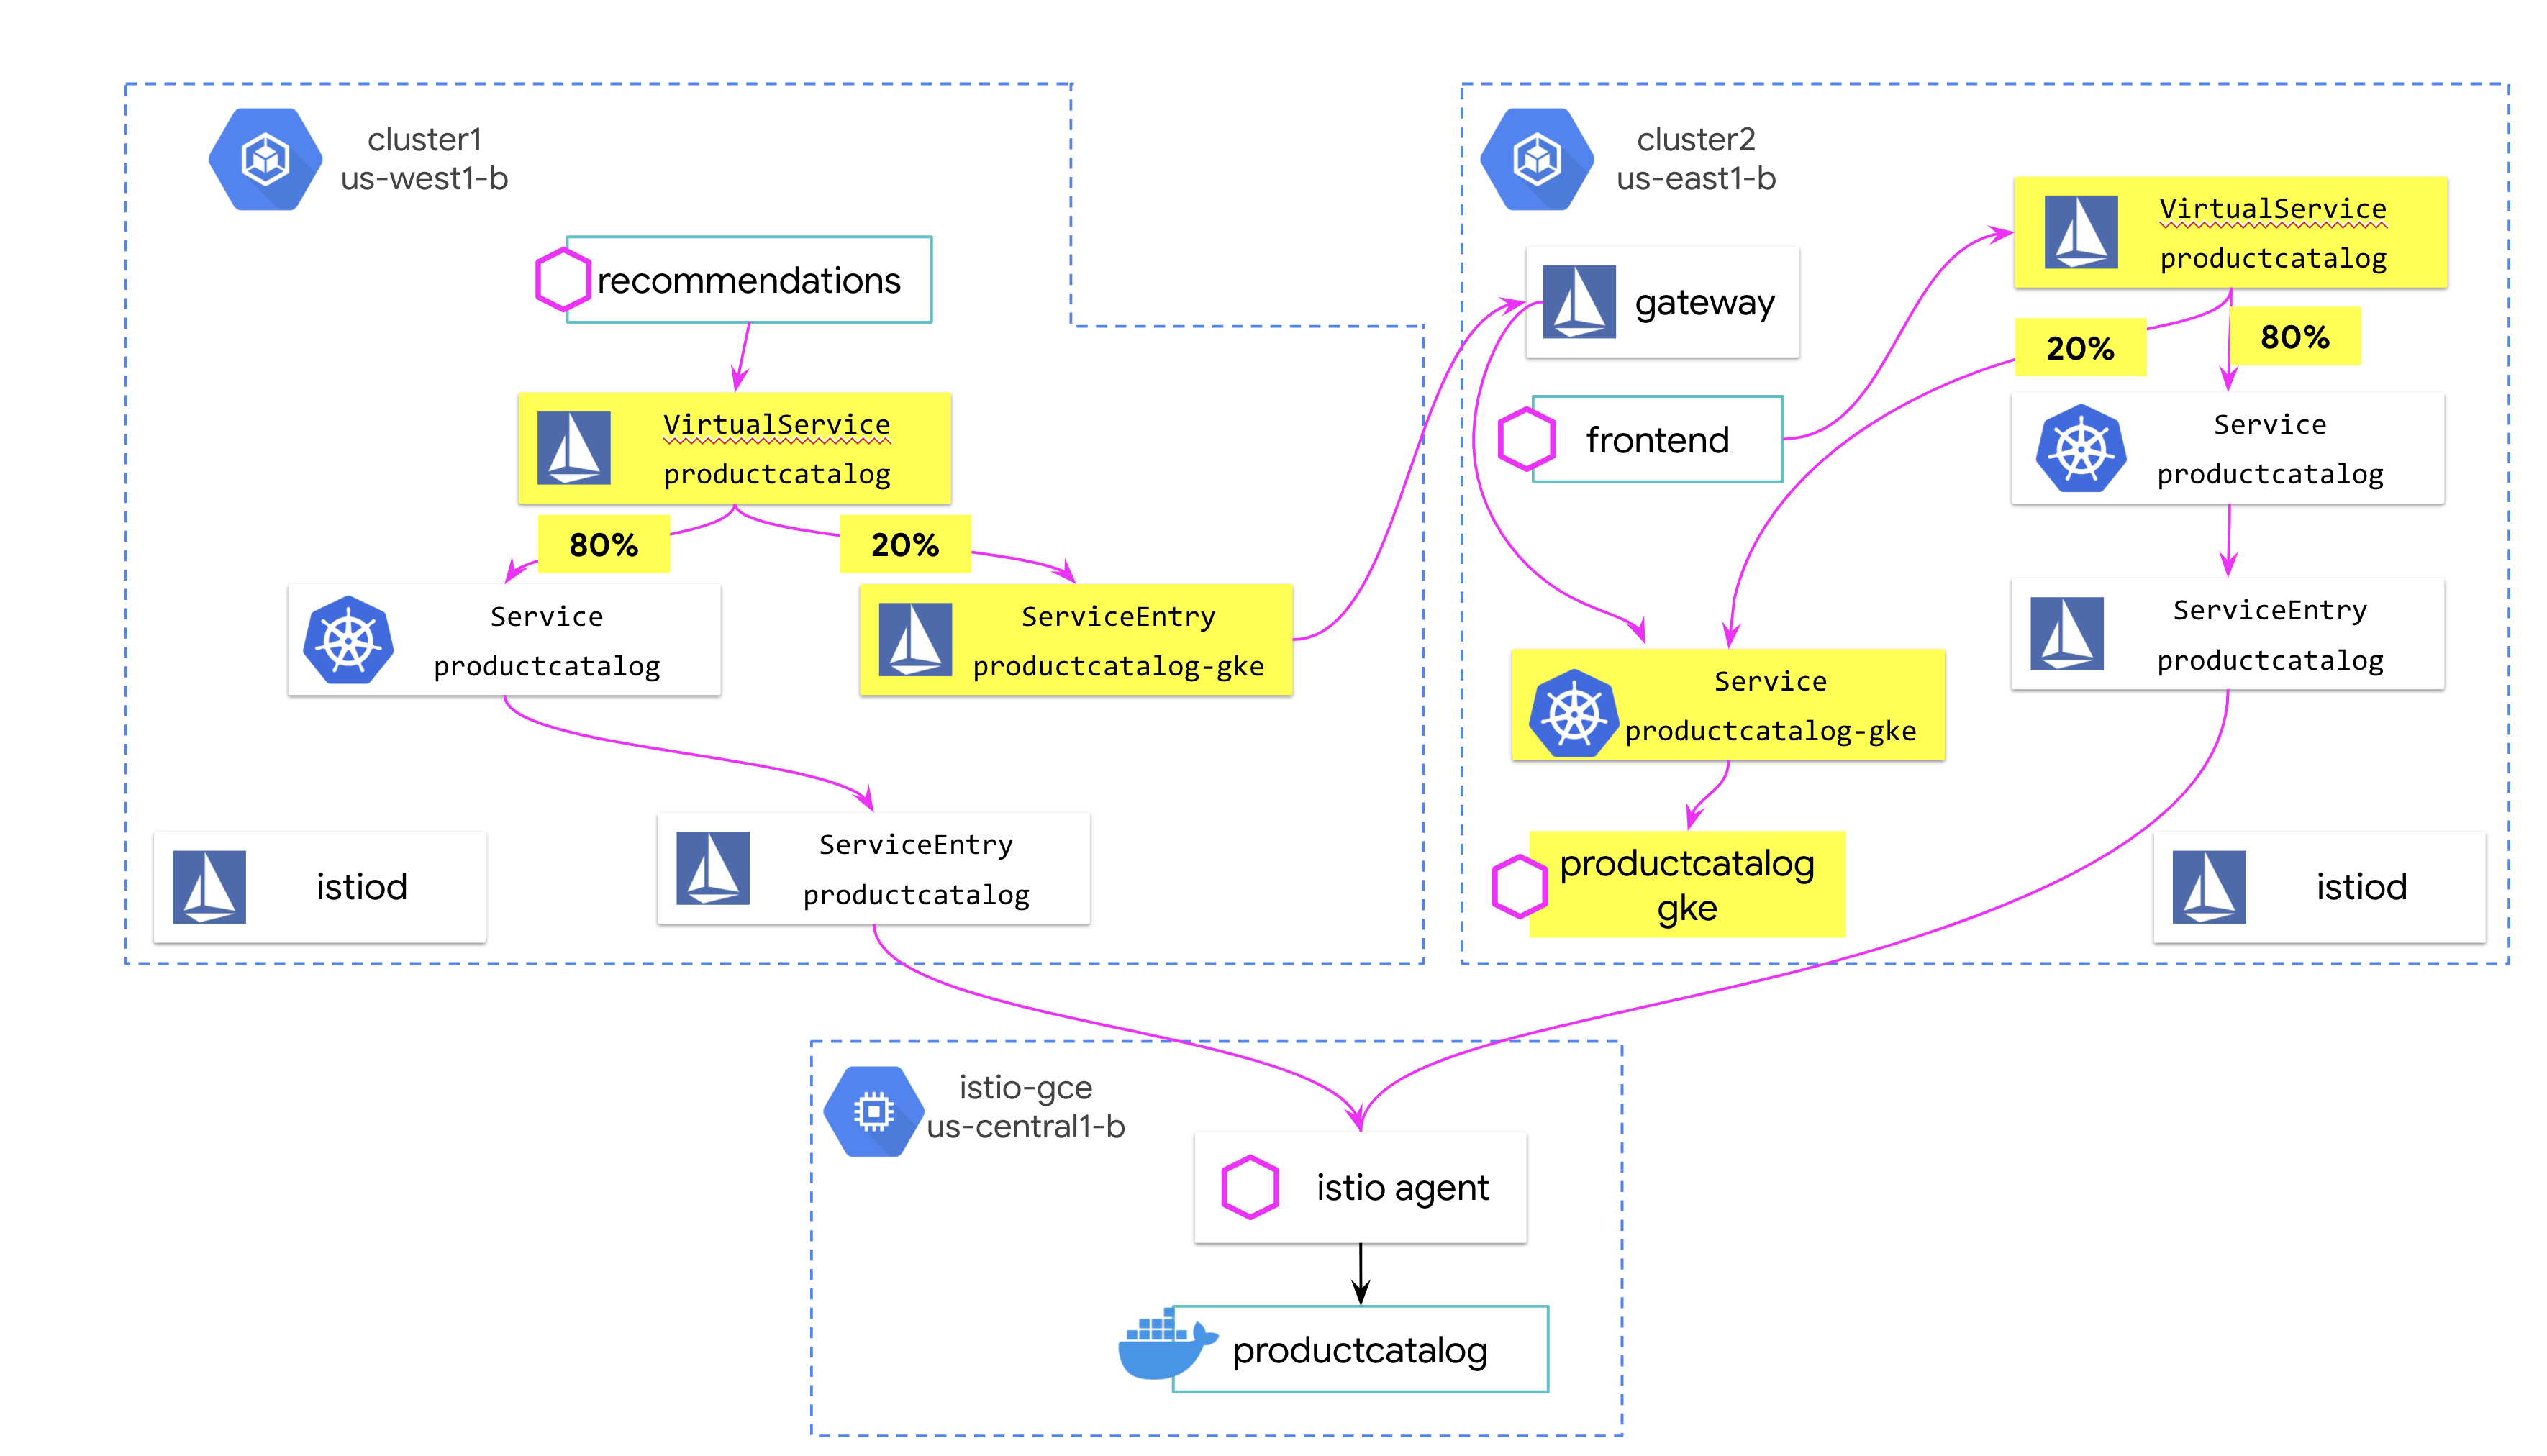 cluster1
us-west1-b
recommendations
VirtualService
productcatalog
80%
20%
Service
productcatalog
ServiceEntry
productcatalog-gke
ServiceEntry
productcatalog
istiod
cluster2
us-east1-b
gateway
frontend
VirtualService
productcatalog
20%
80%
Service
productcatalog
ServiceEntry
productcatalog
Service
productcatalog-gke
productcatalog
gke
istiod
istio-gce
us-central1-b
istio agent
productcatalog